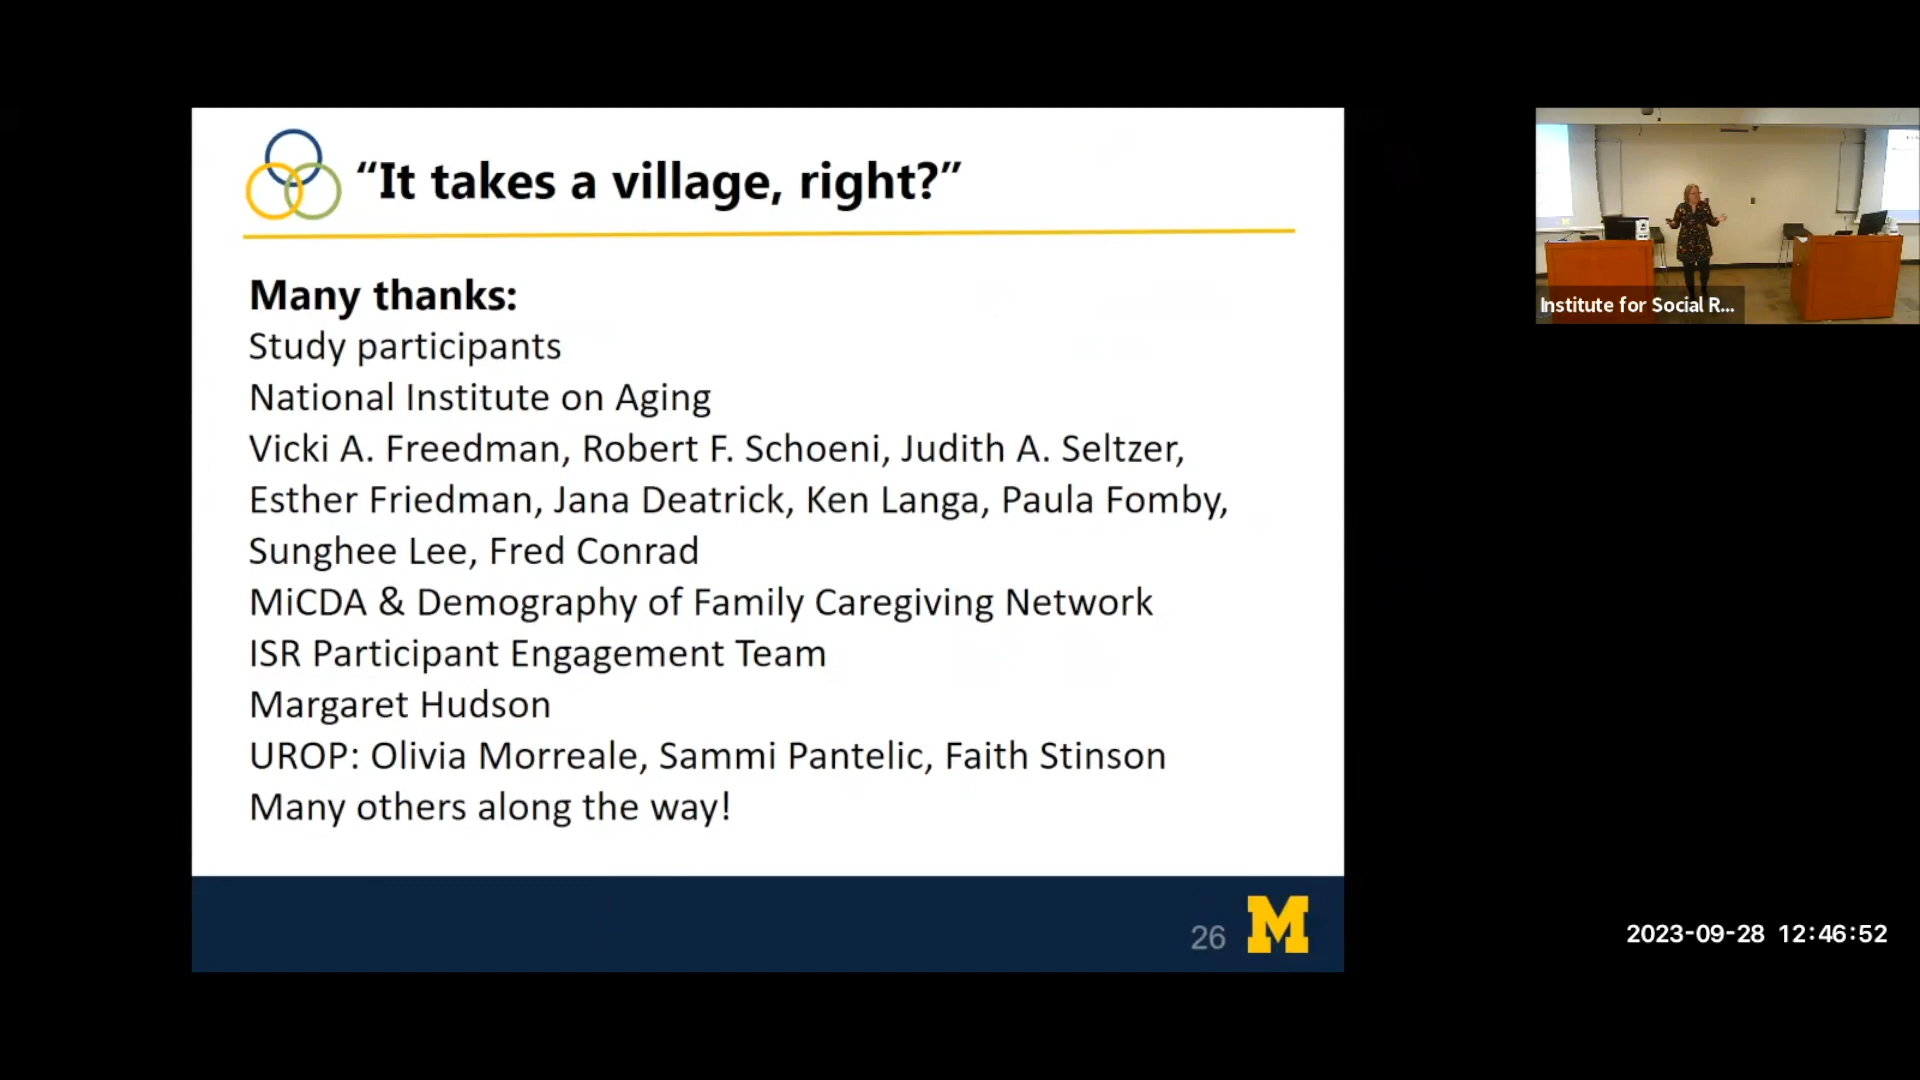 “It takes a village, right?”
Many thanks:
Study participants
National Institute on Aging
Vicki A. Freedman, Robert F. Schoeni, Judith A. Seltzer,
Esther Friedman, Jana Deatrick, Ken Langa, Paula Fomby,
Sunghee Lee, Fred Conrad
MiCDA & Demography of Family Caregiving Network
ISR Participant Engagement Team
Margaret Hudson
UROP: Olivia Morreale, Sammi Pantelic, Faith Stinson
Many others along the way!
26 M
Institute for Social R...
2023-09-28 12:46:52